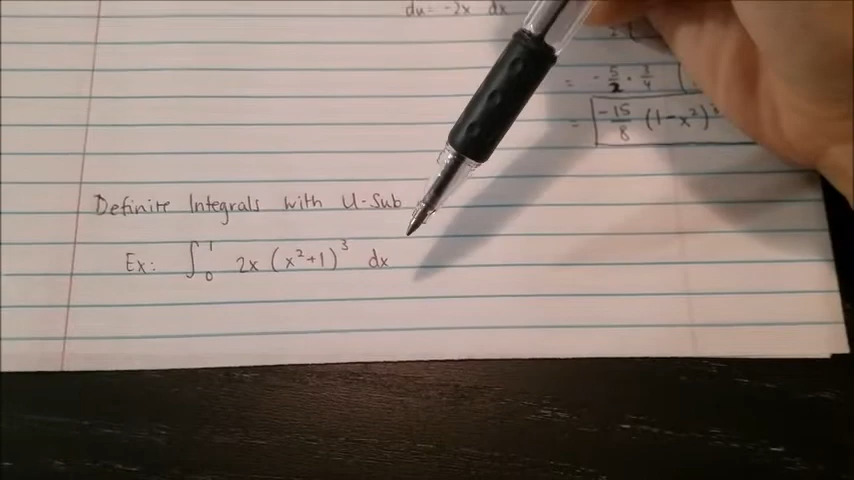 du = -2x dx
= - 5/2 · 3/4 (
= -15/8 (1-x²)
Definite Integrals with U-Sub
Ex: ∫₀¹ 2x (x²+1)³ dx